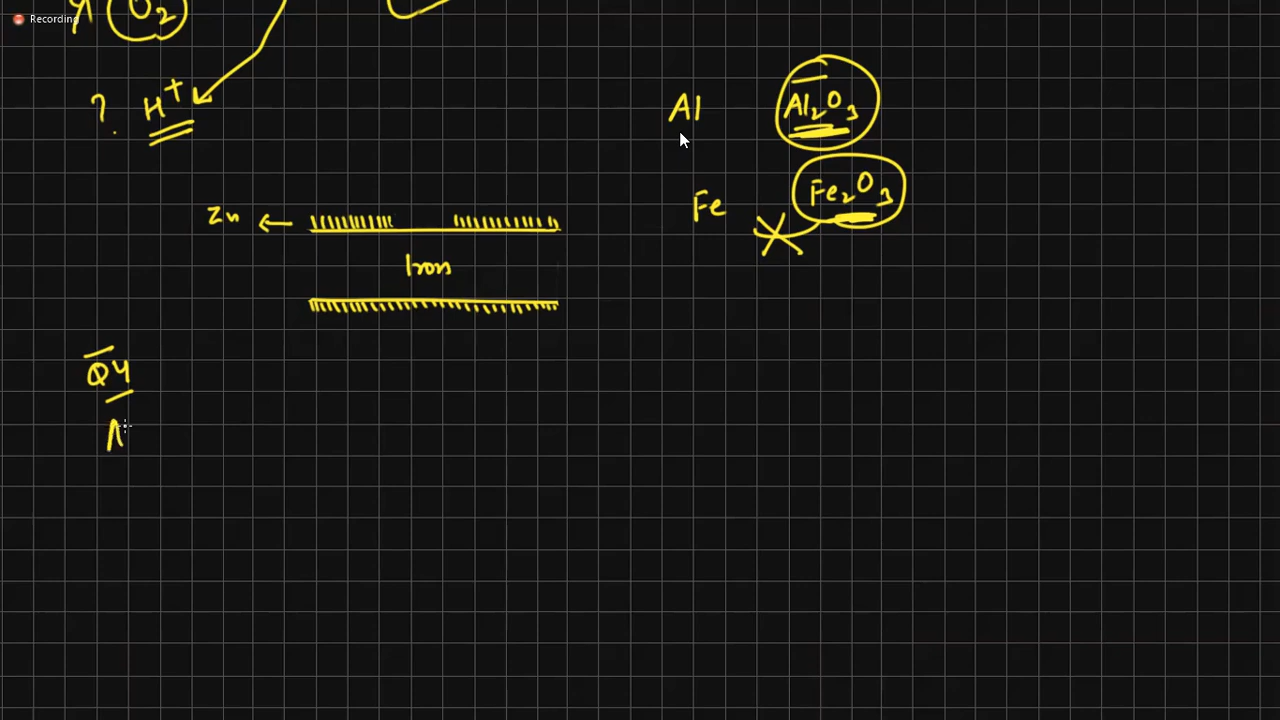 Recording
O₂
? H⁺
Al Al₂O₃
Fe Fe₂O₃
Zn ←
Iron
Q4